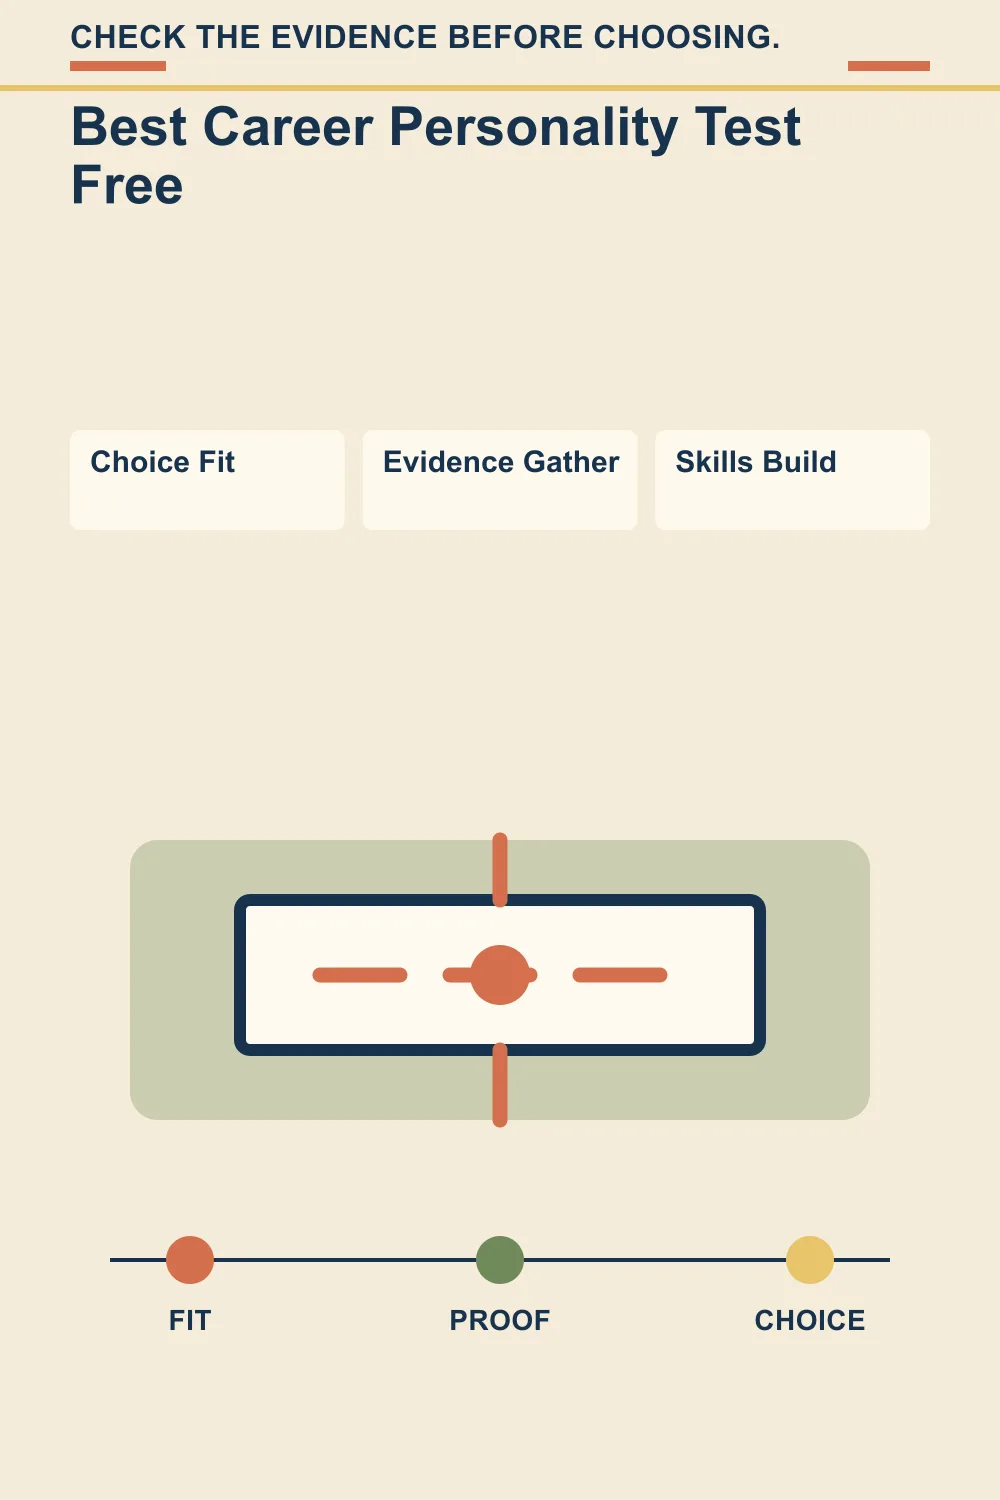 CHECK THE EVIDENCE BEFORE CHOOSING.
Best Career Personality Test
Free
Choice Fit
Evidence Gather
Skills Build
FIT
PROOF
CHOICE